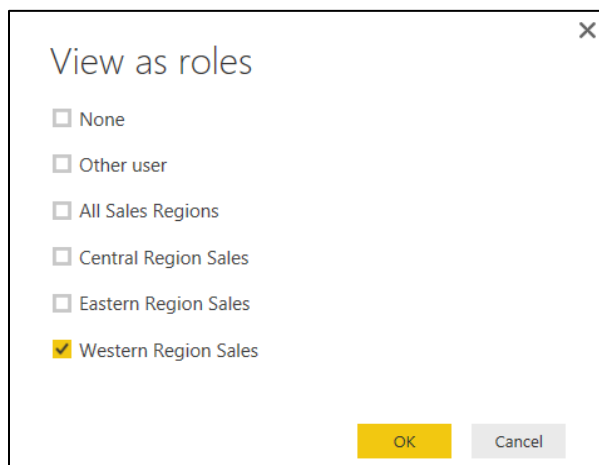 View as roles
None
Other user
All Sales Regions
Central Region Sales
Eastern Region Sales
Western Region Sales
OK
Cancel